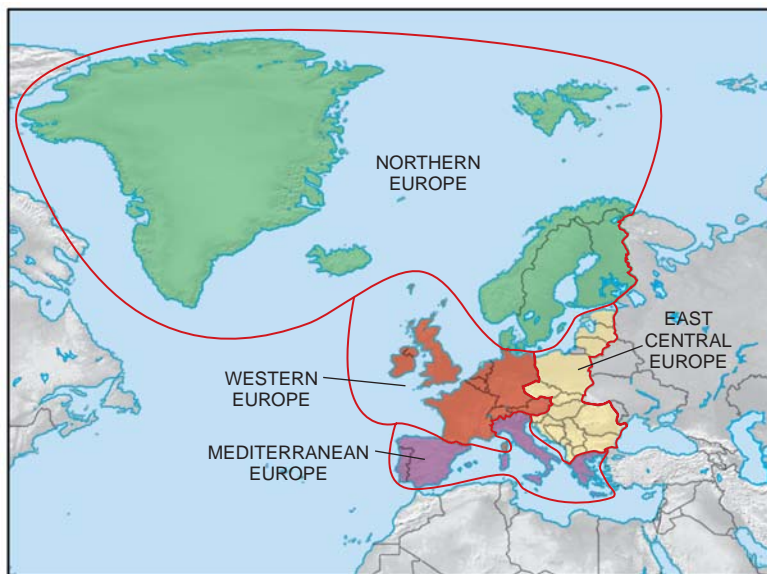 NORTHERN
EUROPE
EAST
CENTRAL
EUROPE
WESTERN
EUROPE
MEDITERRANEAN
EUROPE